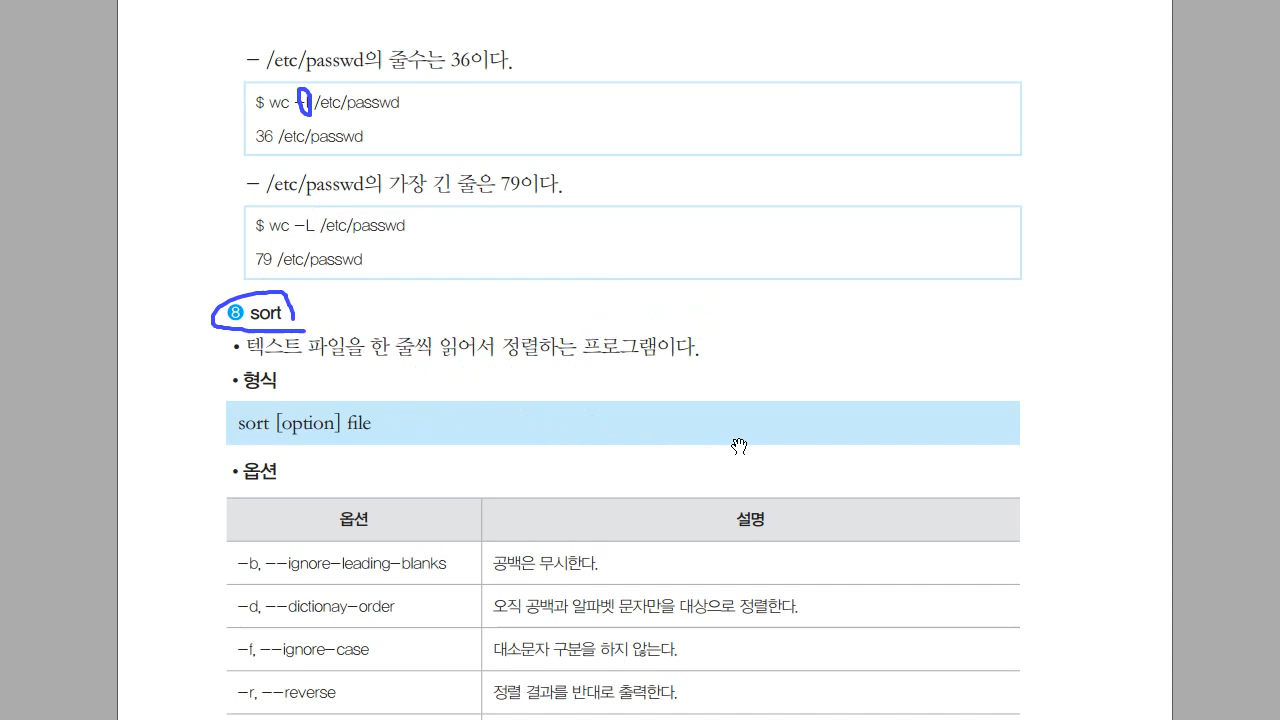 – /etc/passwd의 줄수는 36이다.
$ wc –l /etc/passwd
36 /etc/passwd
– /etc/passwd의 가장 긴 줄은 79이다.
$ wc –L /etc/passwd
79 /etc/passwd
❽ sort
• 텍스트 파일을 한 줄씩 읽어서 정렬하는 프로그램이다.
• 형식
sort [option] file
• 옵션
옵션 설명
–b, ––ignore–leading–blanks 공백은 무시한다.
–d, ––dictionay–order 오직 공백과 알파벳 문자만을 대상으로 정렬한다.
–f, ––ignore–case 대소문자 구분을 하지 않는다.
–r, ––reverse 정렬 결과를 반대로 출력한다.